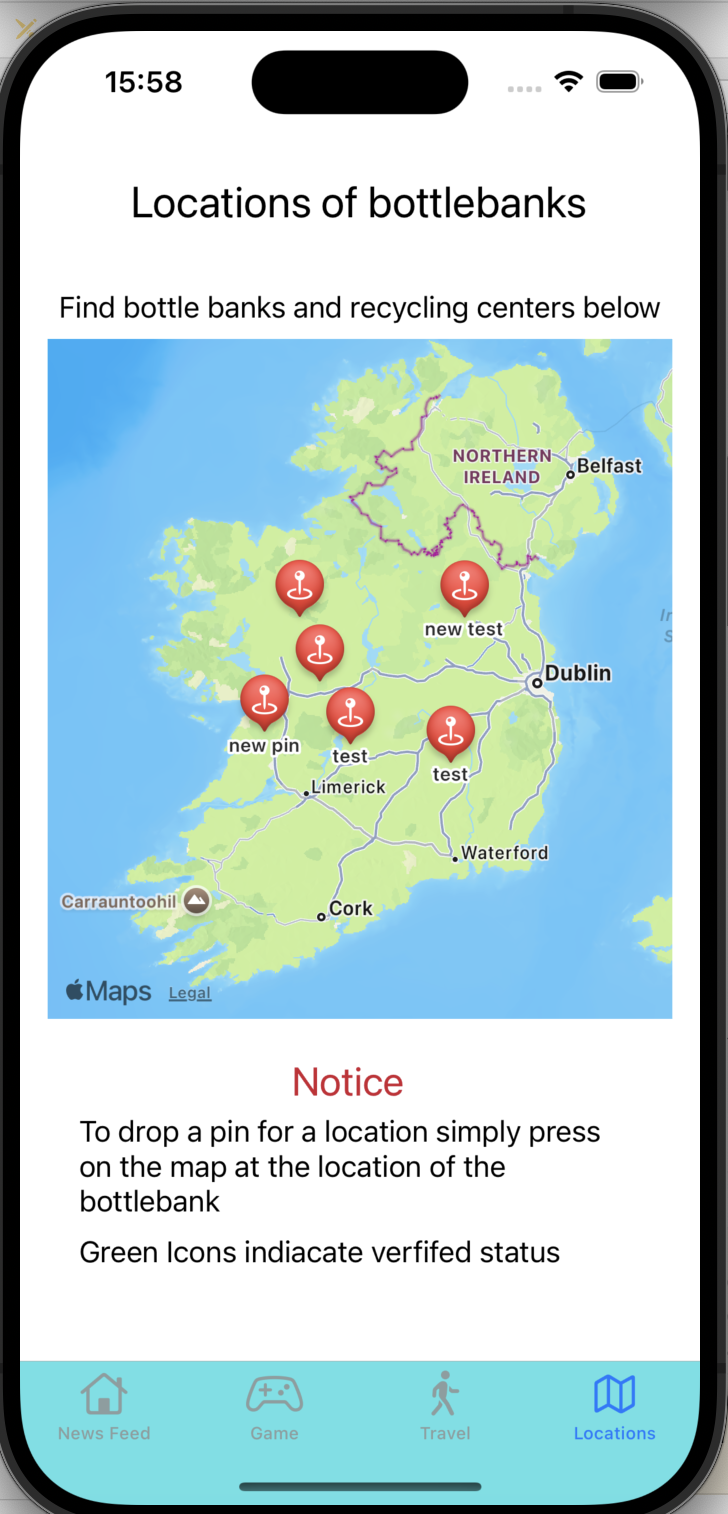 15:58
Locations of bottlebanks
Find bottle banks and recycling centers below
NORTHERN
IRELAND
Belfast
new test
Dublin
new pin
test
test
Limerick
Waterford
Carrauntoohil
Cork
Maps Legal
Notice
To drop a pin for a location simply press
on the map at the location of the
bottlebank
Green Icons indiacate verfifed status
News Feed
Game
Travel
Locations